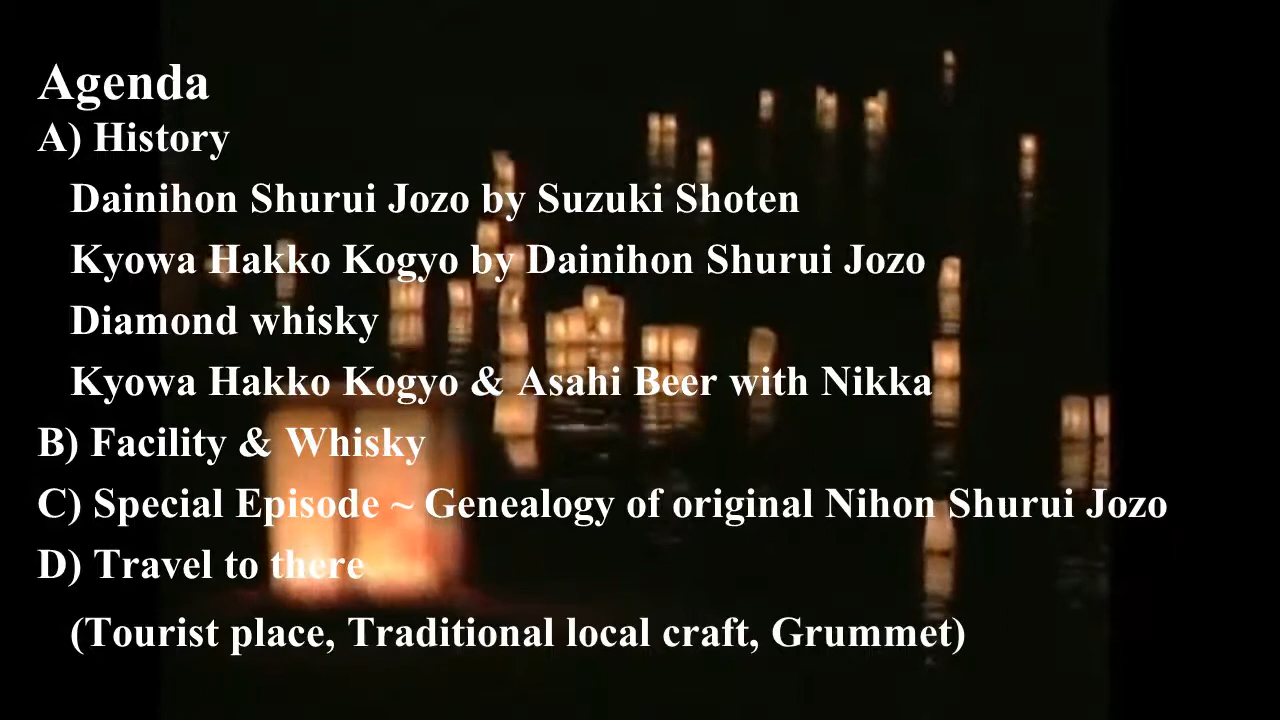 Agenda
A) History
Dainihon Shurui Jozo by Suzuki Shoten
Kyowa Hakko Kogyo by Dainihon Shurui Jozo
Diamond whisky
Kyowa Hakko Kogyo & Asahi Beer with Nikka
B) Facility & Whisky
C) Special Episode ~ Genealogy of original Nihon Shurui Jozo
D) Travel to there
(Tourist place, Traditional local craft, Grummet)